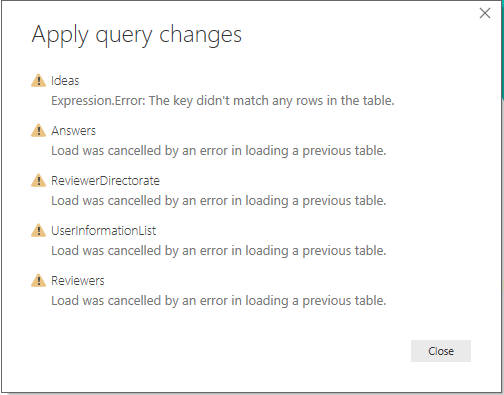 Apply query changes
Ideas
Expression.Error: The key didn't match any rows in the table.
Answers
Load was cancelled by an error in loading a previous table.
ReviewerDirectorate
Load was cancelled by an error in loading a previous table.
UserInformationList
Load was cancelled by an error in loading a previous table.
Reviewers
Load was cancelled by an error in loading a previous table.
Close